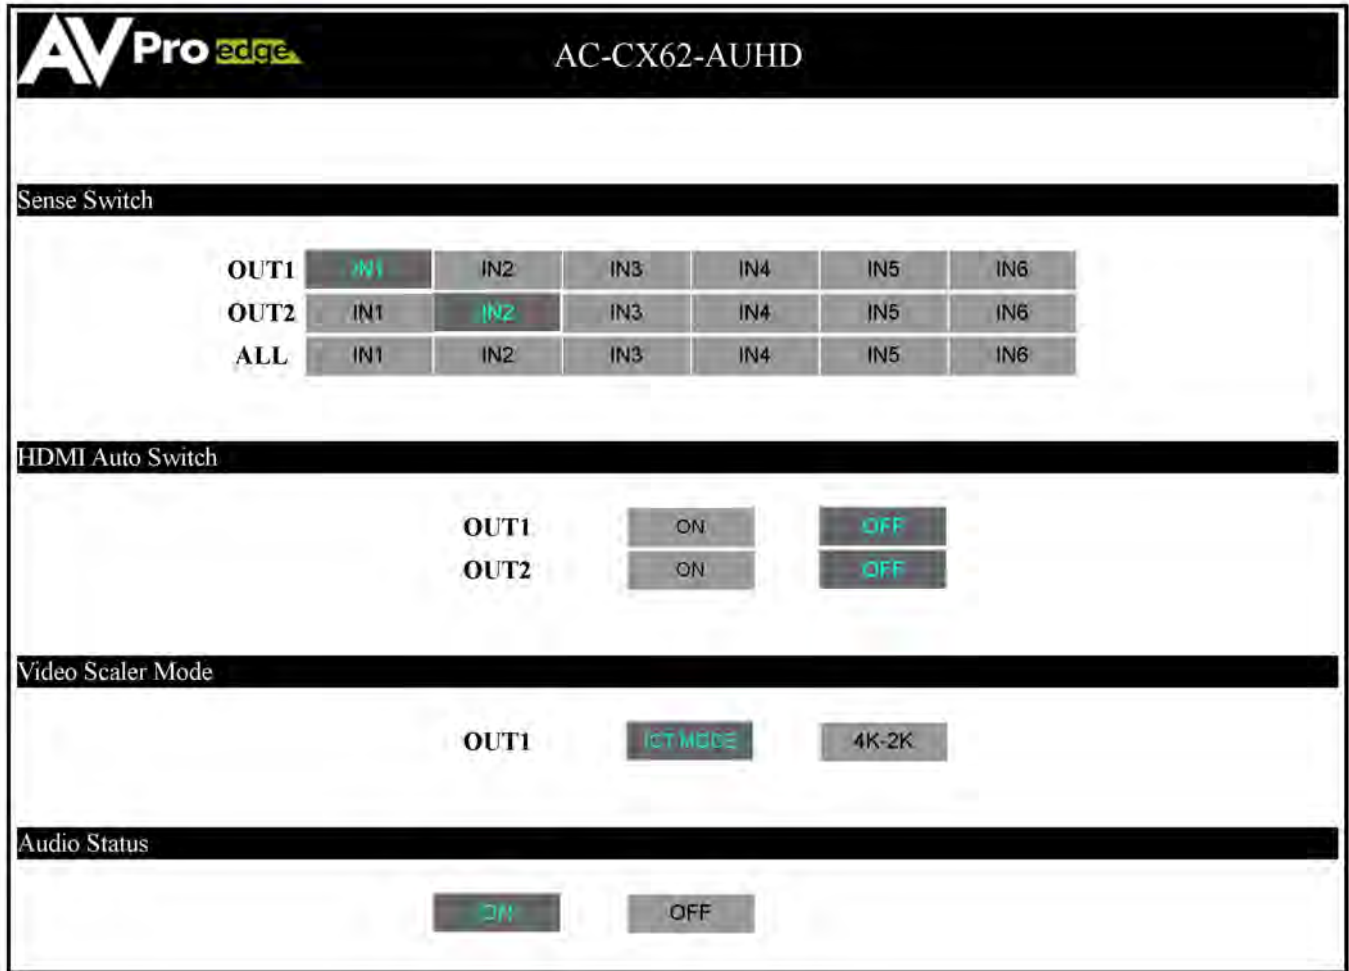 AVPro edge
AC-CX62-AUHD
Sense Switch
OUT1 IN1 IN2 IN3 IN4 IN5 IN6
OUT2 IN1 IN2 IN3 IN4 IN5 IN6
ALL IN1 IN2 IN3 IN4 IN5 IN6
HDMI Auto Switch
OUT1 ON OFF
OUT2 ON OFF
Video Scaler Mode
OUT1 ICT MODE 4K-2K
Audio Status
ON OFF